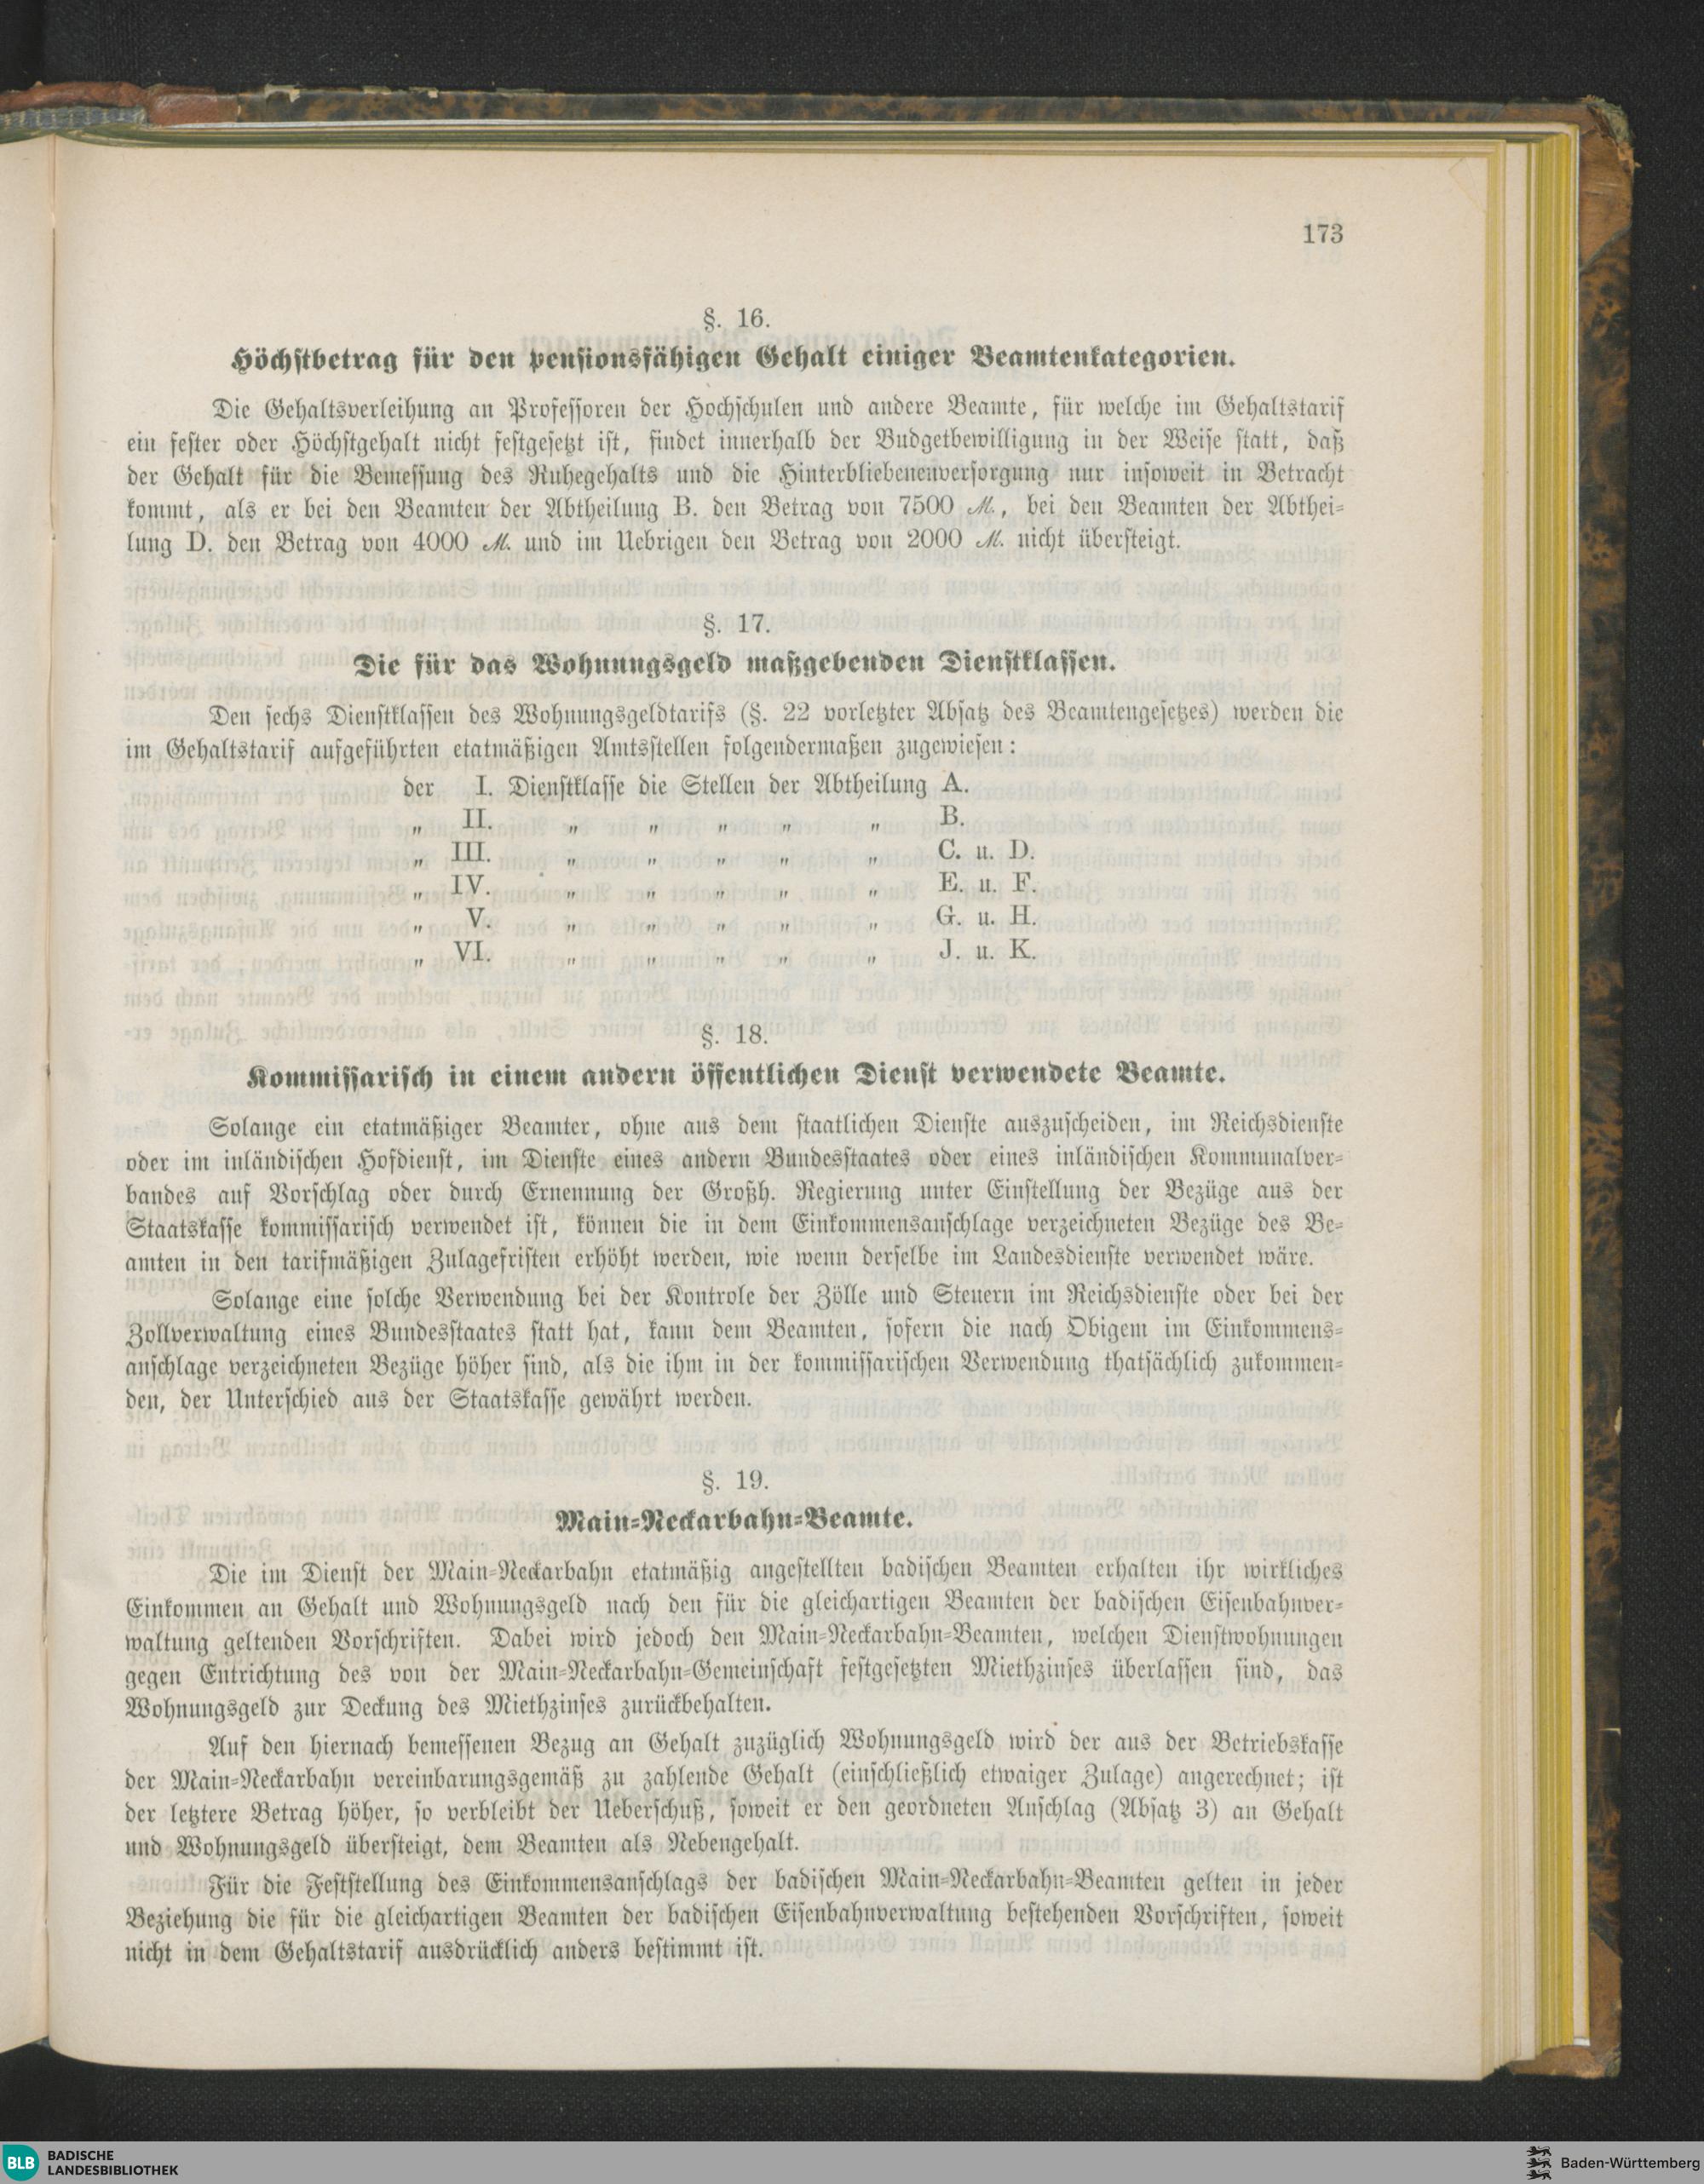 173
§. 16.
Höchstbetrag für den pensionsfähigen Gehalt einiger Beamtenkategorien.
Die Gehaltsverleihung an Professoren der Hochschulen und andere Beamte, für welche im Gehaltstarif
ein fester oder Höchstgehalt nicht festgesetzt ist, findet innerhalb der Budgetbewilligung in der Weise statt, daß
der Gehalt für die Bemessung des Ruhegehalts und die Hinterbliebenenversorgung nur insoweit in Betracht
kommt, als er bei den Beamten der Abtheilung B. den Betrag von 7500 ℳ., bei den Beamten der Abthei-
lung D. den Betrag von 4000 ℳ. und im Uebrigen den Betrag von 2000 ℳ. nicht übersteigt.
§. 17.
Die für das Wohnungsgeld maßgebenden Dienstklassen.
Den sechs Dienstklassen des Wohnungsgeldtarifs (§. 22 vorletzter Absatz des Beamtengesetzes) werden die
im Gehaltstarif aufgeführten etatmäßigen Amtsstellen folgendermaßen zugewiesen:
der I. Dienstklasse die Stellen der Abtheilung A.
„ II. „ „ „ „ „ B.
„ III. „ „ „ „ „ C. u. D.
„ IV. „ „ „ „ „ E. u. F.
„ V. „ „ „ „ „ G. u. H.
„ VI. „ „ „ „ „ J. u. K.
§. 18.
Kommissarisch in einem andern öffentlichen Dienst verwendete Beamte.
Solange ein etatmäßiger Beamter, ohne aus dem staatlichen Dienste auszuscheiden, im Reichsdienste
oder im inländischen Hofdienst, im Dienste eines andern Bundesstaates oder eines inländischen Kommunalver-
bandes auf Vorschlag oder durch Ernennung der Großh. Regierung unter Einstellung der Bezüge aus der
Staatskasse kommissarisch verwendet ist, können die in dem Einkommensanschlage verzeichneten Bezüge des Be-
amten in den tarifmäßigen Zulagefristen erhöht werden, wie wenn derselbe im Landesdienste verwendet wäre.
Solange eine solche Verwendung bei der Kontrole der Zölle und Steuern im Reichsdienste oder bei der
Zollverwaltung eines Bundesstaates statt hat, kann dem Beamten, sofern die nach Obigem im Einkommens-
anschlage verzeichneten Bezüge höher sind, als die ihm in der kommissarischen Verwendung thatsächlich zukommen-
den, der Unterschied aus der Staatskasse gewährt werden.
§. 19.
Main-Neckarbahn-Beamte.
Die im Dienst der Main-Neckarbahn etatmäßig angestellten badischen Beamten erhalten ihr wirkliches
Einkommen an Gehalt und Wohnungsgeld nach den für die gleichartigen Beamten der badischen Eisenbahnver-
waltung geltenden Vorschriften. Dabei wird jedoch den Main-Neckarbahn-Beamten, welchen Dienstwohnungen
gegen Entrichtung des von der Main-Neckarbahn-Gemeinschaft festgesetzten Miethzinses überlassen sind, das
Wohnungsgeld zur Deckung des Miethzinses zurückbehalten.
Auf den hiernach bemessenen Bezug an Gehalt zuzüglich Wohnungsgeld wird der aus der Betriebskasse
der Main-Neckarbahn vereinbarungsgemäß zu zahlende Gehalt (einschließlich etwaiger Zulage) angerechnet; ist
der letztere Betrag höher, so verbleibt der Ueberschuß, soweit er den geordneten Anschlag (Absatz 3) an Gehalt
und Wohnungsgeld übersteigt, dem Beamten als Nebengehalt.
Für die Feststellung des Einkommensanschlags der badischen Main-Neckarbahn-Beamten gelten in jeder
Beziehung die für die gleichartigen Beamten der badischen Eisenbahnverwaltung bestehenden Vorschriften, soweit
nicht in dem Gehaltstarif ausdrücklich anders bestimmt ist.
BLB BADISCHE
LANDESBIBLIOTHEK
Baden-Württemberg